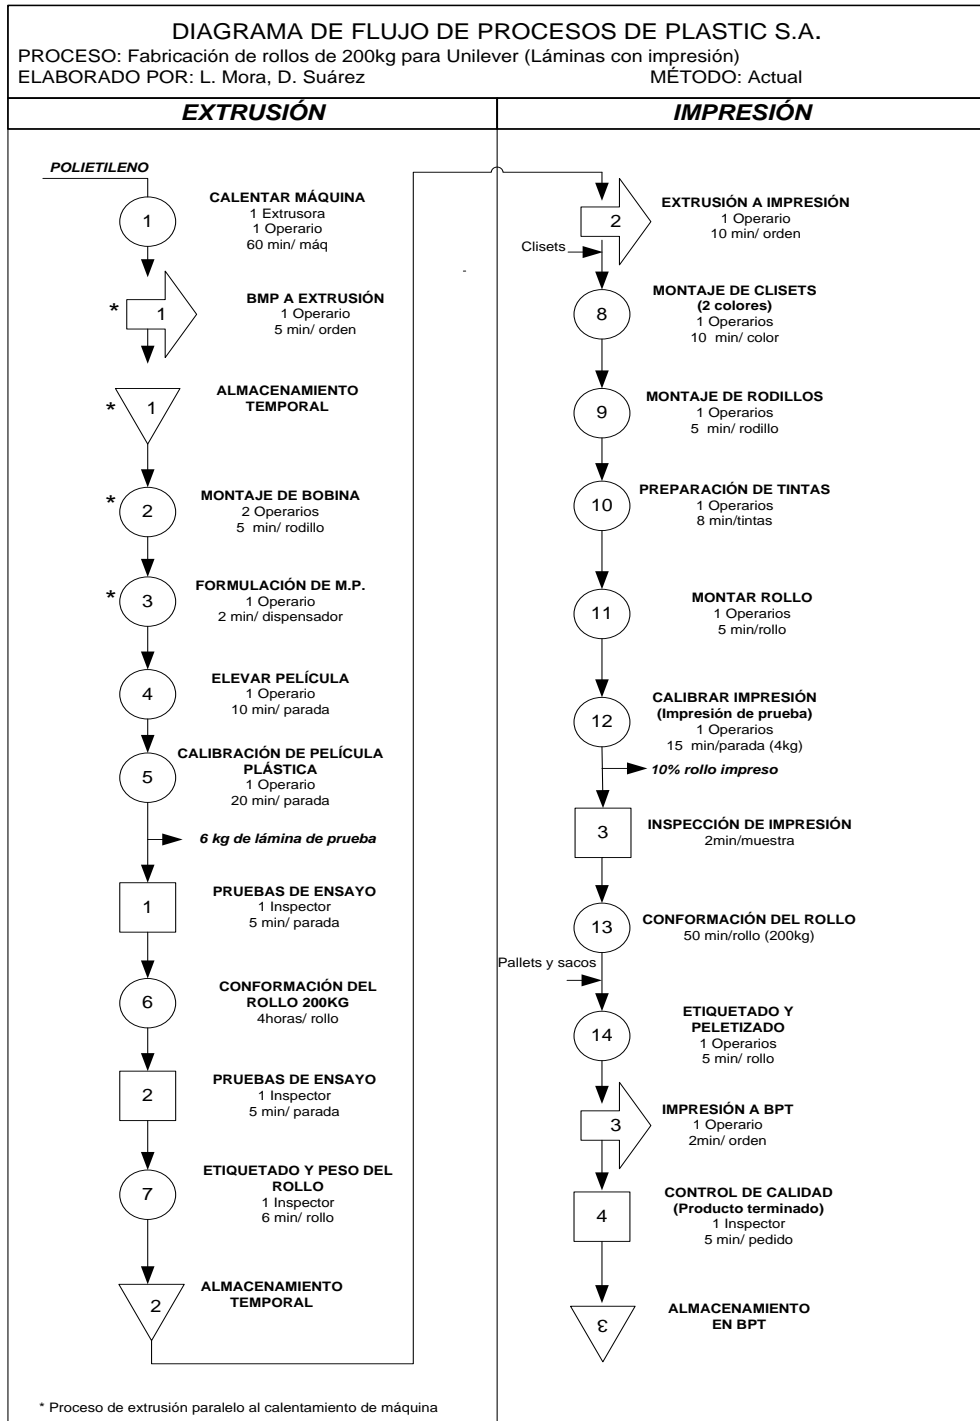 DIAGRAMA DE FLUJO DE PROCESOS DE PLASTIC S.A.
PROCESO: Fabricación de rollos de 200kg para Unilever (Láminas con impresión)
ELABORADO POR: L. Mora, D. Suárez MÉTODO: Actual
EXTRUSIÓN
POLIETILENO
1
CALENTAR MÁQUINA
1 Extrusora
1 Operario
60 min/ máq
* 1
BMP A EXTRUSIÓN
1 Operario
5 min/ orden
* 1
ALMACENAMIENTO
TEMPORAL
* 2
MONTAJE DE BOBINA
2 Operarios
5 min/ rodillo
* 3
FORMULACIÓN DE M.P.
1 Operario
2 min/ dispensador
4
ELEVAR PELÍCULA
1 Operario
10 min/ parada
5
CALIBRACIÓN DE PELÍCULA
PLÁSTICA
1 Operario
20 min/ parada
6 kg de lámina de prueba
1
PRUEBAS DE ENSAYO
1 Inspector
5 min/ parada
6
CONFORMACIÓN DEL
ROLLO 200KG
4horas/ rollo
2
PRUEBAS DE ENSAYO
1 Inspector
5 min/ parada
7
ETIQUETADO Y PESO DEL
ROLLO
1 Inspector
6 min/ rollo
2
ALMACENAMIENTO
TEMPORAL
* Proceso de extrusión paralelo al calentamiento de máquina
IMPRESIÓN
2
EXTRUSIÓN A IMPRESIÓN
1 Operario
10 min/ orden
Clisets
8
MONTAJE DE CLISETS
(2 colores)
1 Operarios
10 min/ color
9
MONTAJE DE RODILLOS
1 Operarios
5 min/ rodillo
10
PREPARACIÓN DE TINTAS
1 Operarios
8 min/tintas
11
MONTAR ROLLO
1 Operarios
5 min/rollo
12
CALIBRAR IMPRESIÓN
(Impresión de prueba)
1 Operarios
15 min/parada (4kg)
10% rollo impreso
3
INSPECCIÓN DE IMPRESIÓN
2min/muestra
13
CONFORMACIÓN DEL ROLLO
50 min/rollo (200kg)
Pallets y sacos
14
ETIQUETADO Y
PELETIZADO
1 Operarios
5 min/ rollo
3
IMPRESIÓN A BPT
1 Operario
2min/ orden
4
CONTROL DE CALIDAD
(Producto terminado)
1 Inspector
5 min/ pedido
3
ALMACENAMIENTO
EN BPT